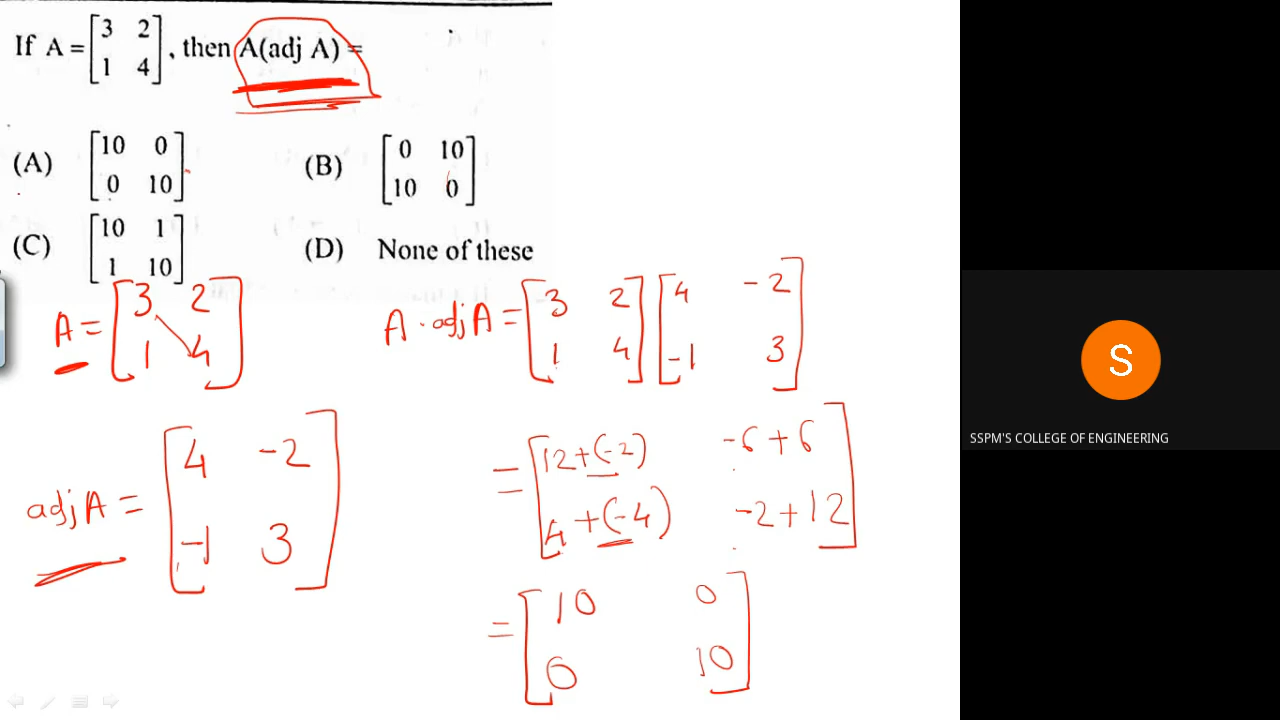 If A = [3 2; 1 4], then A(adj A) =
(A) [10 0; 0 10] (B) [0 10; 10 0]
(C) [10 1; 1 10] (D) None of these
A = [3 2; 1 4]
adjA = [4 -2; -1 3]
A · adjA = [3 2; 1 4] [4 -2; -1 3]
= [12+(-2) -6+6; 4+(-4) -2+12]
= [10 0; 0 10]
S
SSPM'S COLLEGE OF ENGINEERING